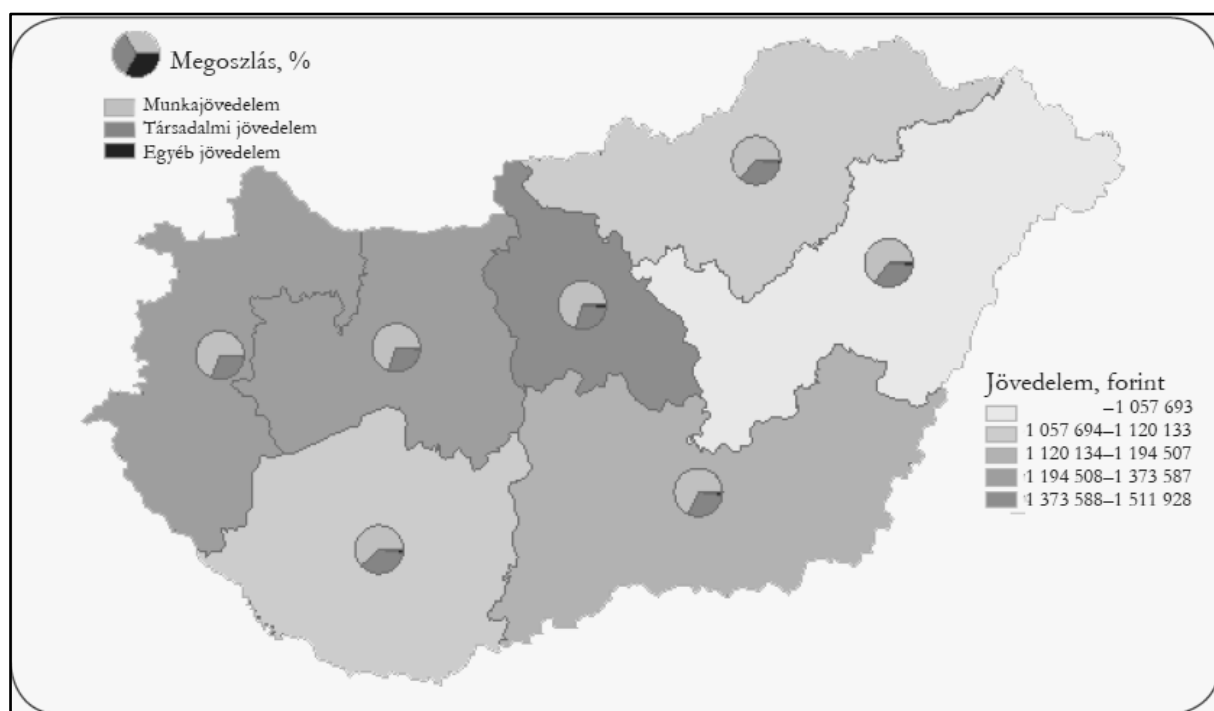 Megoszlás, %
Munkajövedelem
Társadalmi jövedelem
Egyéb jövedelem
Jövedelem, forint
–1 057 693
1 057 694–1 120 133
1 120 134–1 194 507
1 194 508–1 373 587
1 373 588–1 511 928